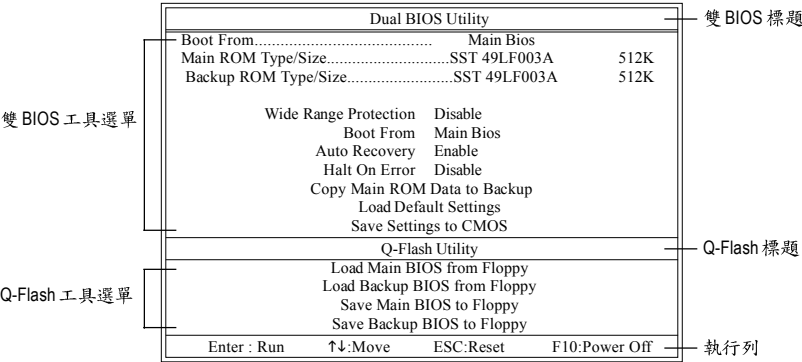 Dual BIOS Utility
雙 BIOS 標題
Boot From..................................... Main Bios
Main ROM Type/Size..........................SST 49LF003A 512K
Backup ROM Type/Size......................SST 49LF003A 512K
雙 BIOS 工具選單
Wide Range Protection Disable
Boot From Main Bios
Auto Recovery Enable
Halt On Error Disable
Copy Main ROM Data to Backup
Load Default Settings
Save Settings to CMOS
Q-Flash Utility
Q-Flash 標題
Load Main BIOS from Floppy
Load Backup BIOS from Floppy
Q-Flash 工具選單
Save Main BIOS to Floppy
Save Backup BIOS to Floppy
Enter : Run ↑↓:Move ESC:Reset F10:Power Off
執行列